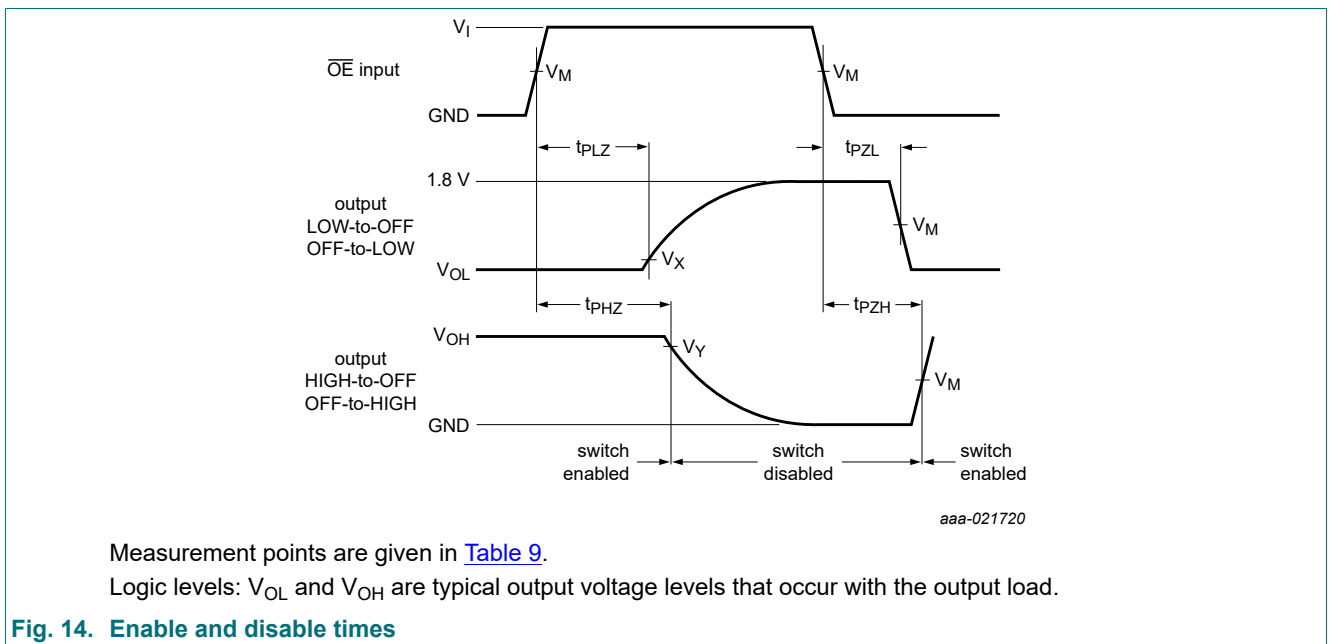 V_I
OE input
V_M
V_M
GND
t_PLZ
t_PZL
1.8 V
output
LOW-to-OFF
OFF-to-LOW
V_M
V_X
V_OL
t_PHZ
t_PZH
V_OH
V_Y
output
HIGH-to-OFF
OFF-to-HIGH
V_M
GND
switch
enabled
switch
disabled
switch
enabled
aaa-021720
Measurement points are given in Table 9.
Logic levels: V_OL and V_OH are typical output voltage levels that occur with the output load.
Fig. 14. Enable and disable times